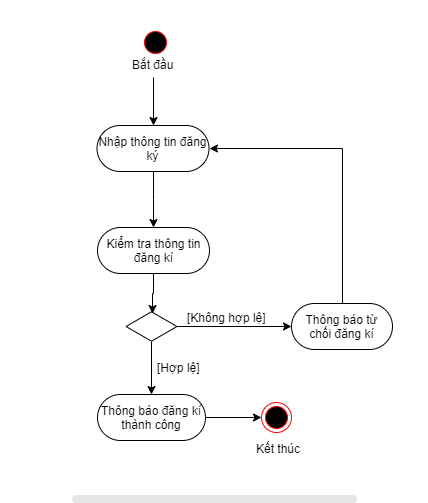 Bắt đầu
Nhập thông tin đăng
ký
Kiểm tra thông tin
đăng kí
[Không hợp lệ]
Thông báo từ
chối đăng kí
[Hợp lệ]
Thông báo đăng kí
thành công
Kết thúc